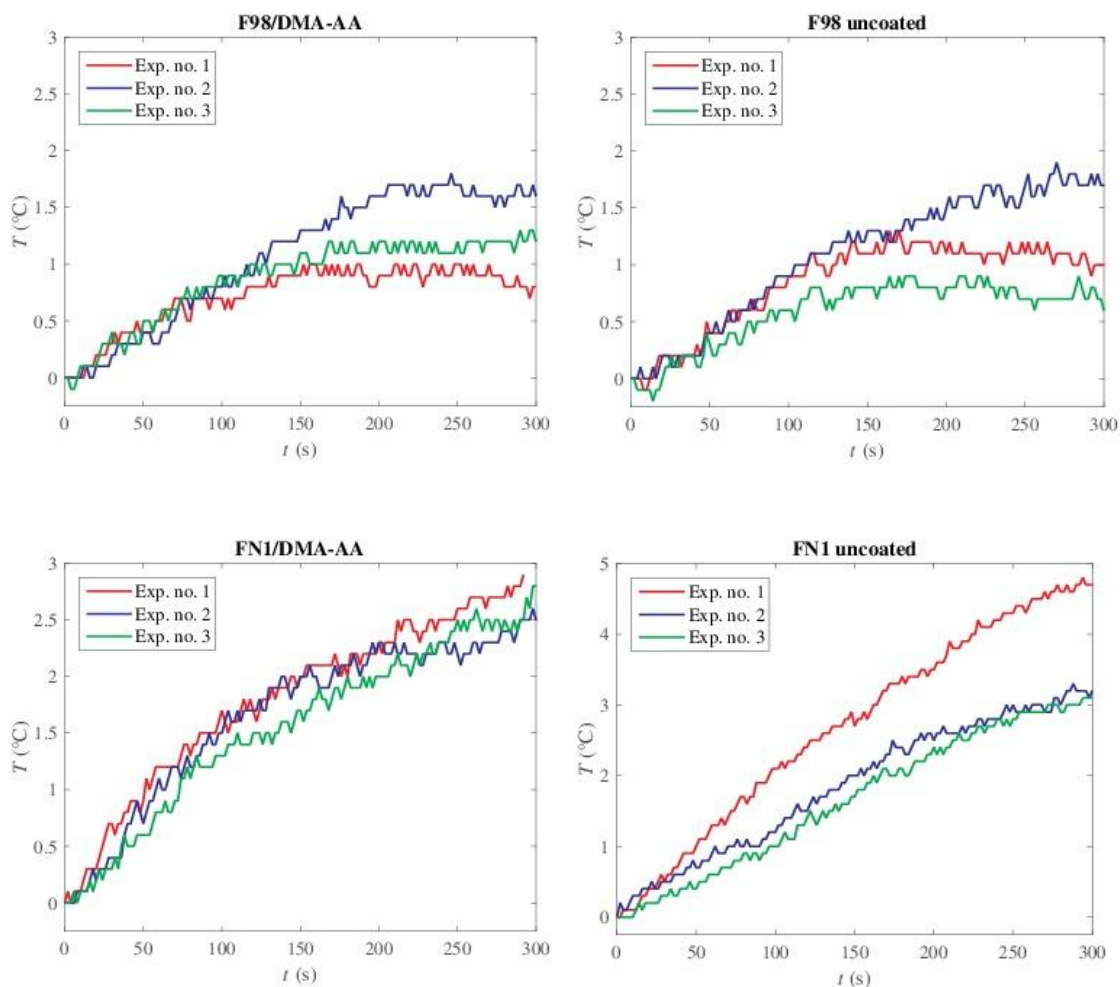 F98/DMA-AA
3
2.5
2
1.5
1
0.5
0
T (°C)
Exp. no. 1
Exp. no. 2
Exp. no. 3
0 50 100 150 200 250 300
t (s)
F98 uncoated
3
2.5
2
1.5
1
0.5
0
T (°C)
Exp. no. 1
Exp. no. 2
Exp. no. 3
0 50 100 150 200 250 300
t (s)
FN1/DMA-AA
3
2.5
2
1.5
1
0.5
0
T (°C)
Exp. no. 1
Exp. no. 2
Exp. no. 3
0 50 100 150 200 250 300
t (s)
FN1 uncoated
5
4
3
2
1
0
T (°C)
Exp. no. 1
Exp. no. 2
Exp. no. 3
0 50 100 150 200 250 300
t (s)